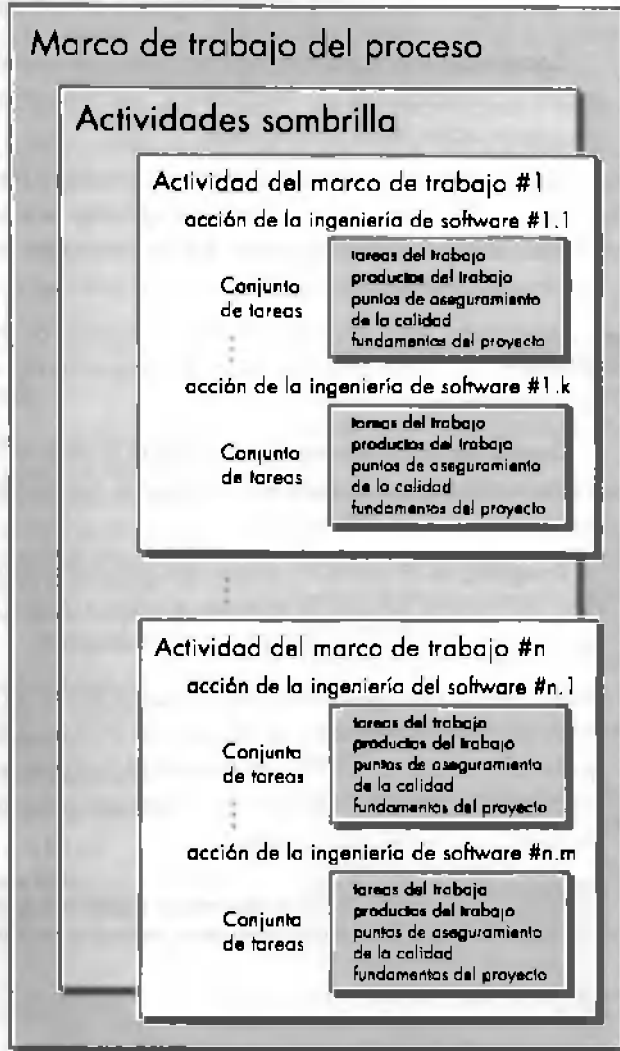 Marco de trabajo del proceso
Actividades sombrilla
Actividad del marco de trabajo #1
acción de la ingeniería de software #1.1
Conjunto
de tareas
tareas del trabajo
productos del trabajo
puntos de aseguramiento
de la calidad
fundamentos del proyecto
acción de la ingeniería de software #1.k
Conjunto
de tareas
tareas del trabajo
productos del trabajo
puntos de aseguramiento
de la calidad
fundamentos del proyecto
Actividad del marco de trabajo #n
acción de la ingeniería del software #n.1
Conjunto
de tareas
tareas del trabajo
productos del trabajo
puntos de aseguramiento
de la calidad
fundamentos del proyecto
acción de la ingeniería de software #n.m
Conjunto
de tareas
tareas del trabajo
productos del trabajo
puntos de aseguramiento
de la calidad
fundamentos del proyecto